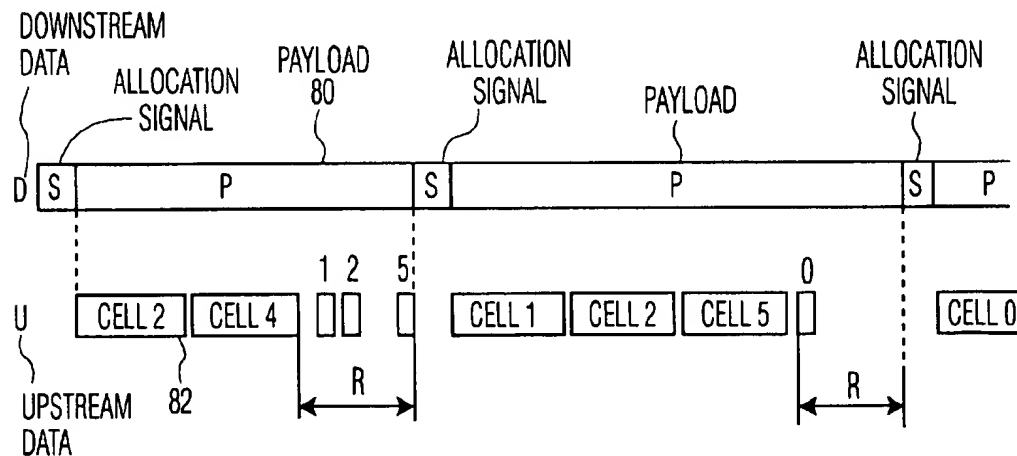 DOWNSTREAM
DATA
ALLOCATION
SIGNAL
PAYLOAD
80
ALLOCATION
SIGNAL
PAYLOAD
ALLOCATION
SIGNAL
D S P S P S P
1 2 5 0
U CELL 2 CELL 4 CELL 1 CELL 2 CELL 5 CELL 0
R R
82
UPSTREAM
DATA